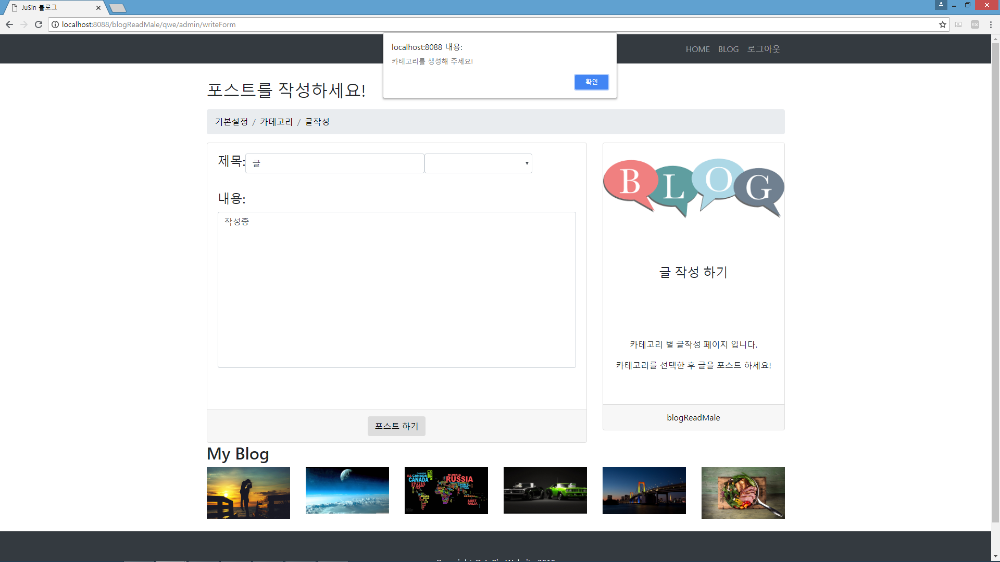 JuSin 블로그
localhost:8088/blogReadMale/qwe/admin/writeForm
localhost:8088 내용:
카테고리를 생성해 주세요!
확인
HOME BLOG 로그아웃
포스트를 작성하세요!
기본설정 / 카테고리 / 글작성
제목: 글
내용:
작성중
포스트 하기
BLOG
글 작성 하기
카테고리 별 글작성 페이지 입니다.
카테고리를 선택한 후 글을 포스트 하세요!
blogReadMale
My Blog
CANADA
RUSSIA